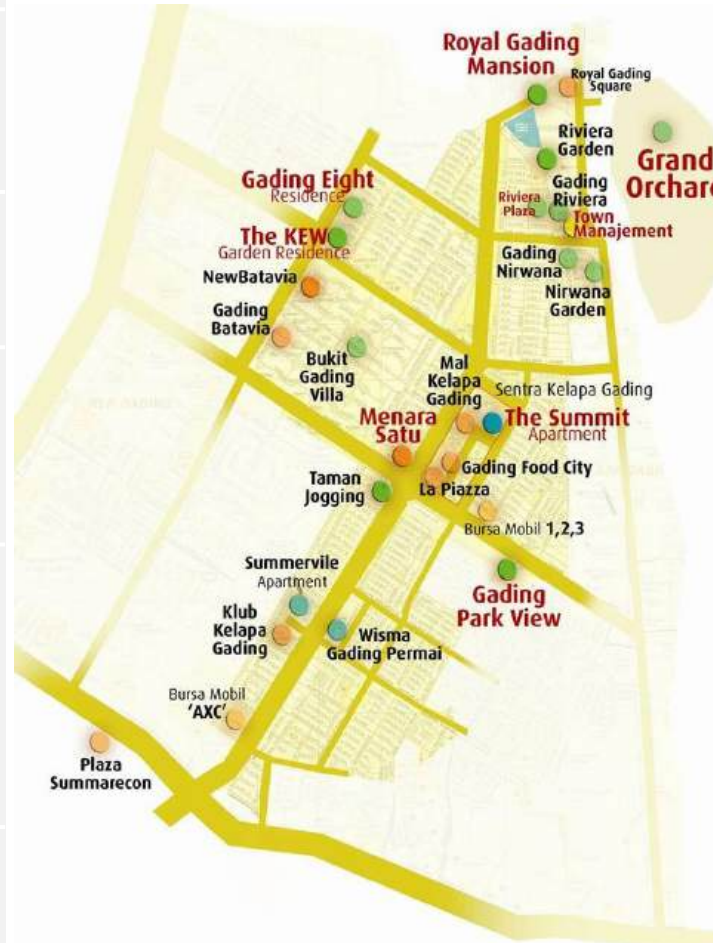 Royal Gading
Mansion
Royal Gading
Square
Riviera
Garden
Grand
Orchard
Gading
Riviera
Riviera
Plaza
Town
Manajement
Gading Eight
Residence
The KEW
Garden Residence
Gading
Nirwana
Nirwana
Garden
NewBatavia
Gading
Batavia
Bukit
Gading
Villa
Mal
Kelapa
Gading
Sentra Kelapa Gading
Menara
Satu
The Summit
Apartment
Gading Food City
La Piazza
Taman
Jogging
Bursa Mobil 1,2,3
Gading
Park View
Summervile
Apartment
Klub
Kelapa
Gading
Wisma
Gading Permai
Bursa Mobil
'AXC'
Plaza
Summarecon